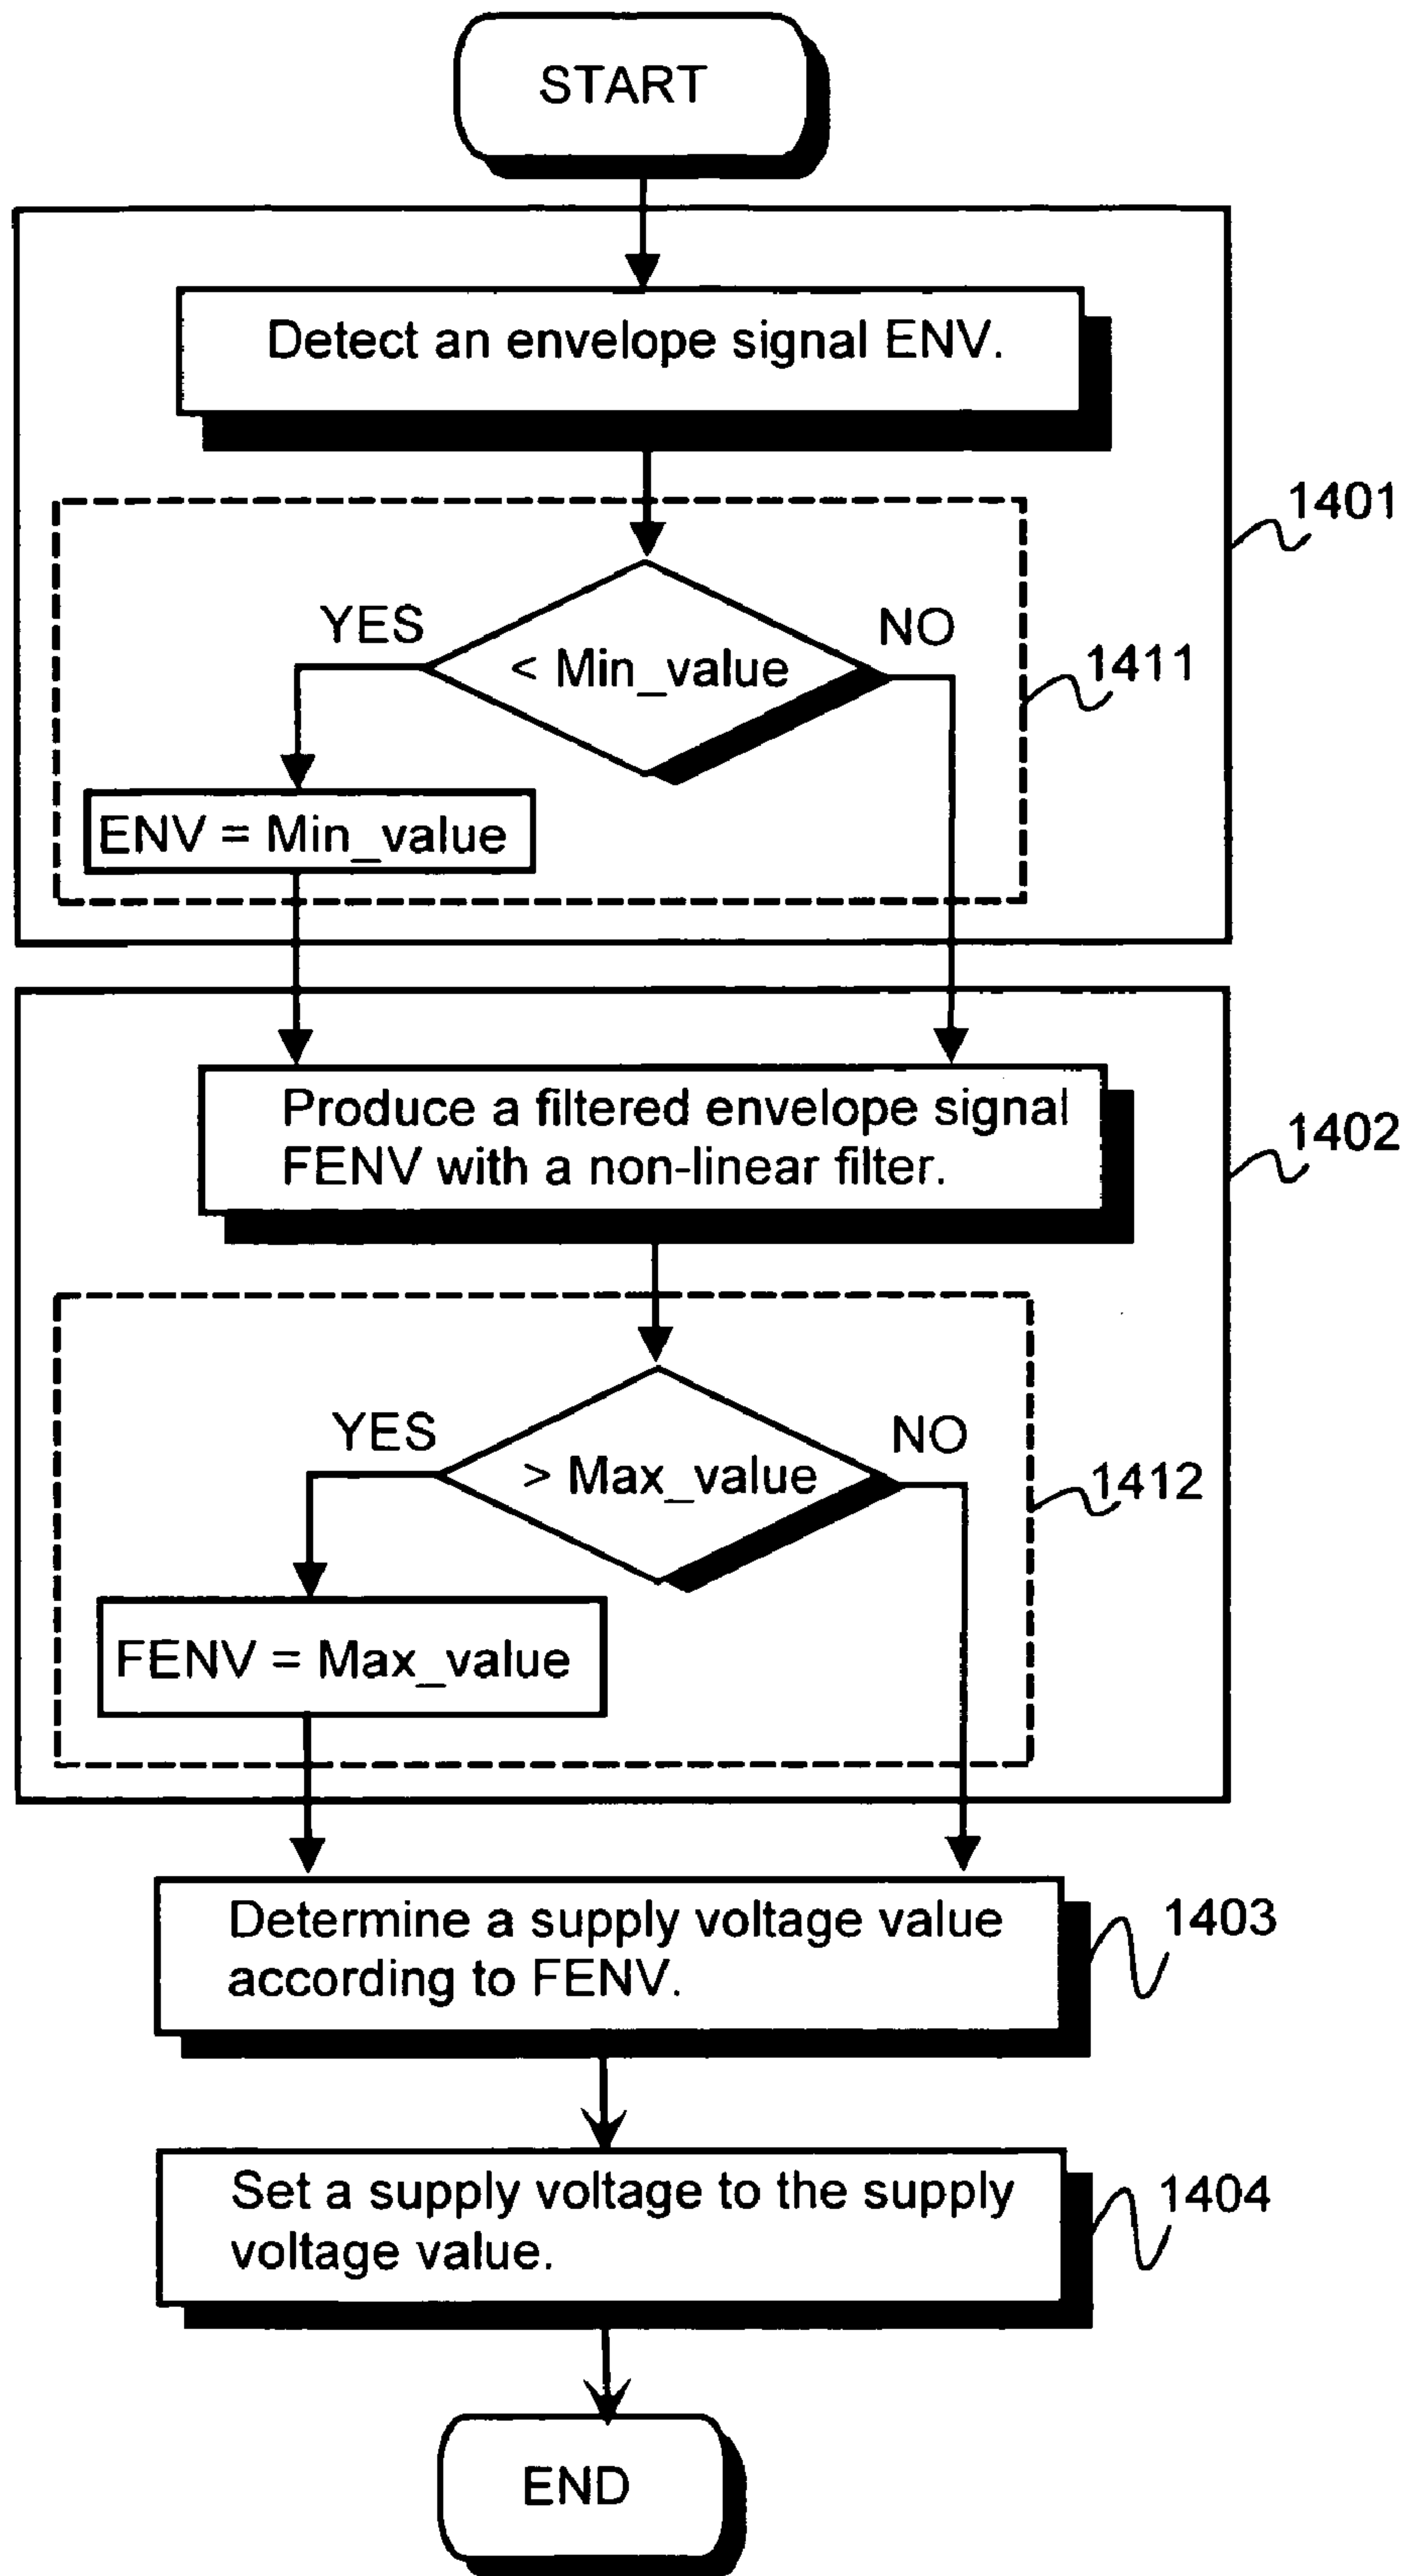 START
Detect an envelope signal ENV.
1401
YES
NO
< Min_value
1411
ENV = Min_value
Produce a filtered envelope signal
FENV with a non-linear filter.
1402
YES
NO
> Max_value
1412
FENV = Max_value
Determine a supply voltage value
according to FENV.
1403
Set a supply voltage to the supply
voltage value.
1404
END